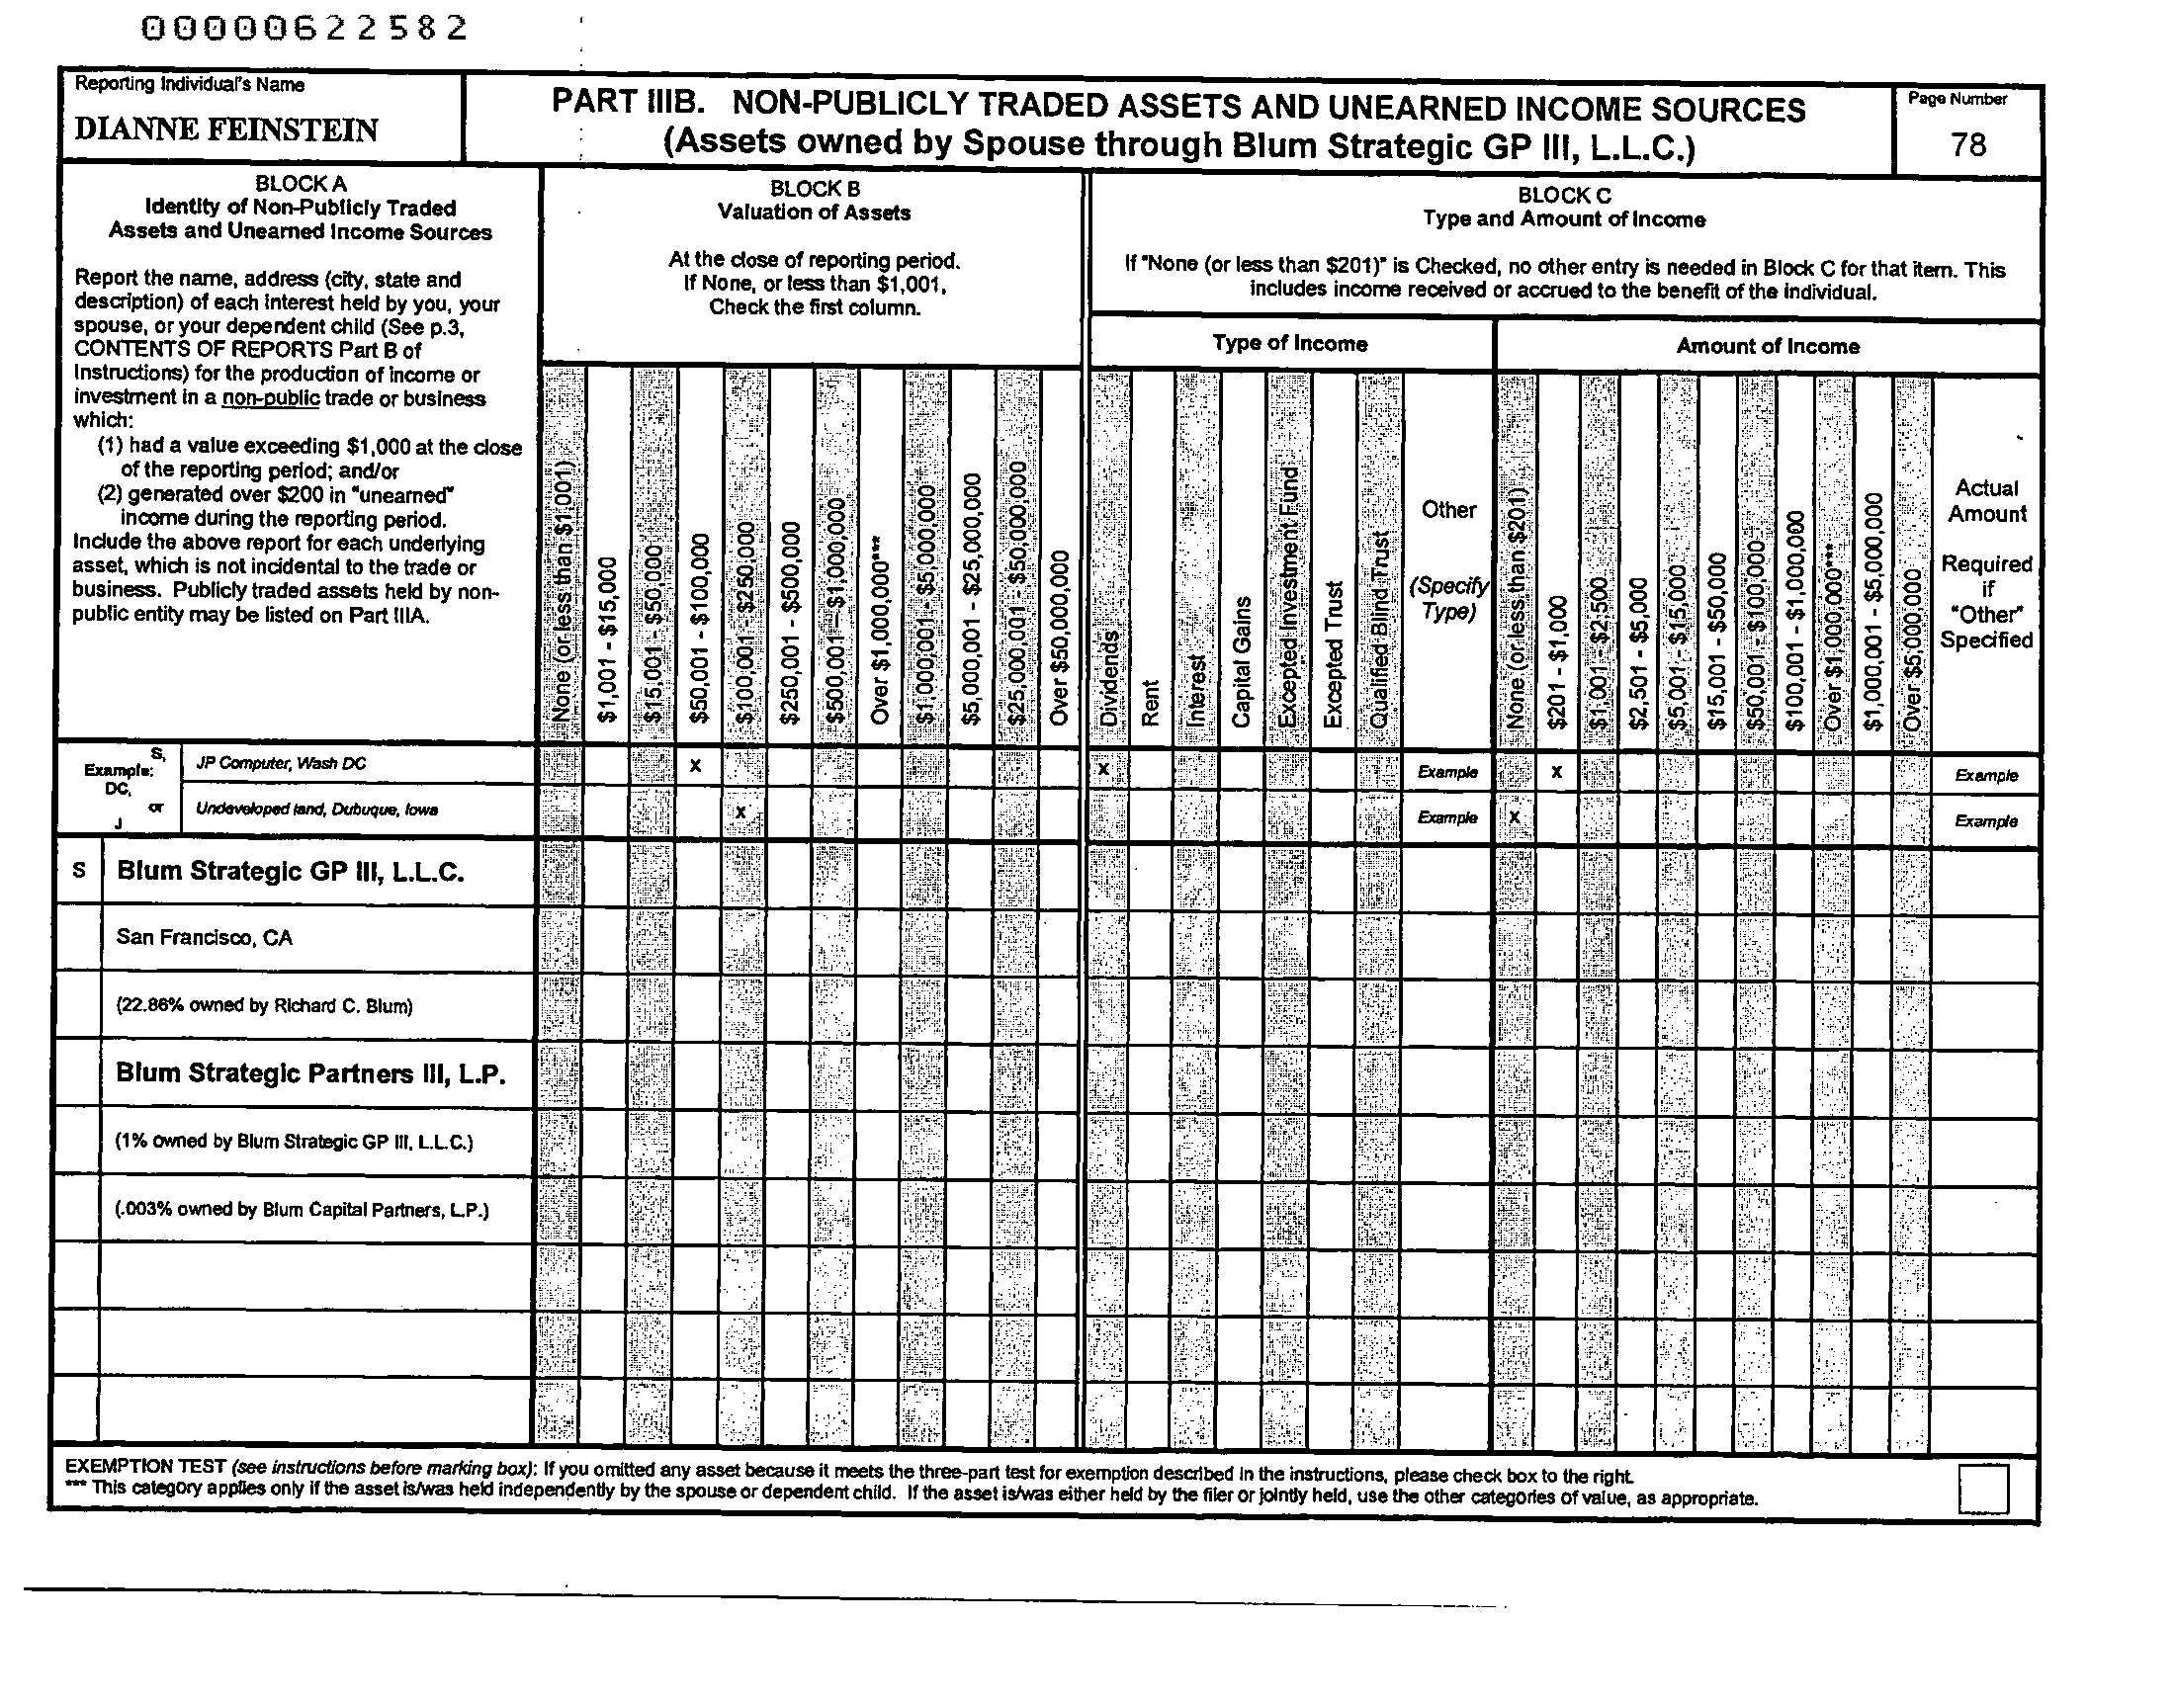 00000622582
Reporting Individual's Name
DIANNE FEINSTEIN
PART IIIB. NON-PUBLICLY TRADED ASSETS AND UNEARNED INCOME SOURCES
(Assets owned by Spouse through Blum Strategic GP III, L.L.C.)
Page Number
78
BLOCK A
Identity of Non-Publicly Traded
Assets and Unearned Income Sources
Report the name, address (city, state and
description) of each interest held by you, your
spouse, or your dependent child (See p.3,
CONTENTS OF REPORTS Part B of
Instructions) for the production of income or
investment in a non-public trade or business
which:
(1) had a value exceeding $1,000 at the close
of the reporting period; and/or
(2) generated over $200 in "unearned"
income during the reporting period.
Include the above report for each underlying
asset, which is not incidental to the trade or
business. Publicly traded assets held by non-
public entity may be listed on Part IIIA.
BLOCK B
Valuation of Assets
At the close of reporting period.
If None, or less than $1,001,
Check the first column.
BLOCK C
Type and Amount of Income
If "None (or less than $201)" is Checked, no other entry is needed in Block C for that item. This
includes income received or accrued to the benefit of the individual.
Type of Income
Amount of Income
None (or less than $1,001)
$1,001 - $15,000
$15,001 - $50,000
$50,001 - $100,000
$100,001 - $250,000
$250,001 - $500,000
$500,001 - $1,000,000
Over $1,000,000***
$1,000,001 - $5,000,000
$5,000,001 - $25,000,000
$25,000,001 - $50,000,000
Over $50,000,000
Dividends
Rent
Interest
Capital Gains
Excepted Investment Fund
Excepted Trust
Qualified Blind Trust
Other
(Specify
Type)
None (or less than $201)
$201 - $1,000
$1,001 - $2,500
$2,501 - $5,000
$5,001 - $15,000
$15,001 - $50,000
$50,001 - $100,000
$100,001 - $1,000,000
Over $1,000,000***
$1,000,001 - $5,000,000
Over $5,000,000
Actual
Amount
Required
if
"Other"
Specified
Example:
S,
DC,
or
J
JP Computer, Wash DC
x
x
Example
x
Example
Undeveloped land, Dubuque, Iowa
x
Example
x
Example
S
Blum Strategic GP III, L.L.C.
San Francisco, CA
(22.86% owned by Richard C. Blum)
Blum Strategic Partners III, L.P.
(1% owned by Blum Strategic GP III, L.L.C.)
(.003% owned by Blum Capital Partners, L.P.)
EXEMPTION TEST (see instructions before marking box): If you omitted any asset because it meets the three-part test for exemption described in the instructions, please check box to the right.
*** This category applies only if the asset is/was held independently by the spouse or dependent child. If the asset is/was either held by the filer or jointly held, use the other categories of value, as appropriate.